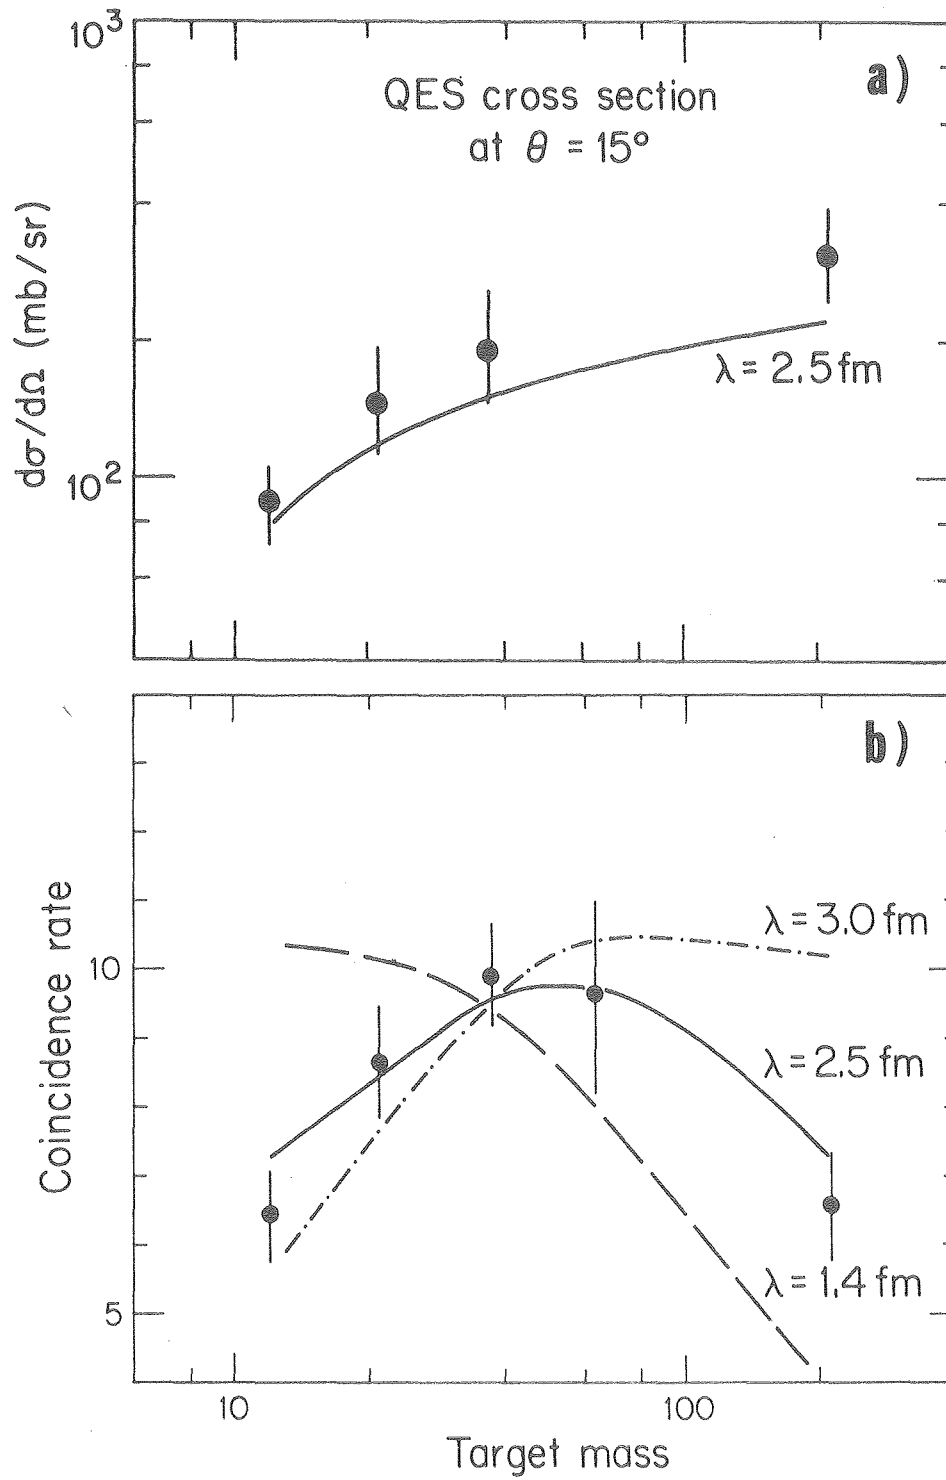 a)
QES cross section
at θ = 15°
10³
10²
dσ/dΩ (mb/sr)
λ = 2.5 fm
b)
λ = 3.0 fm
λ = 2.5 fm
λ = 1.4 fm
10
5
Coincidence rate
10
100
Target mass